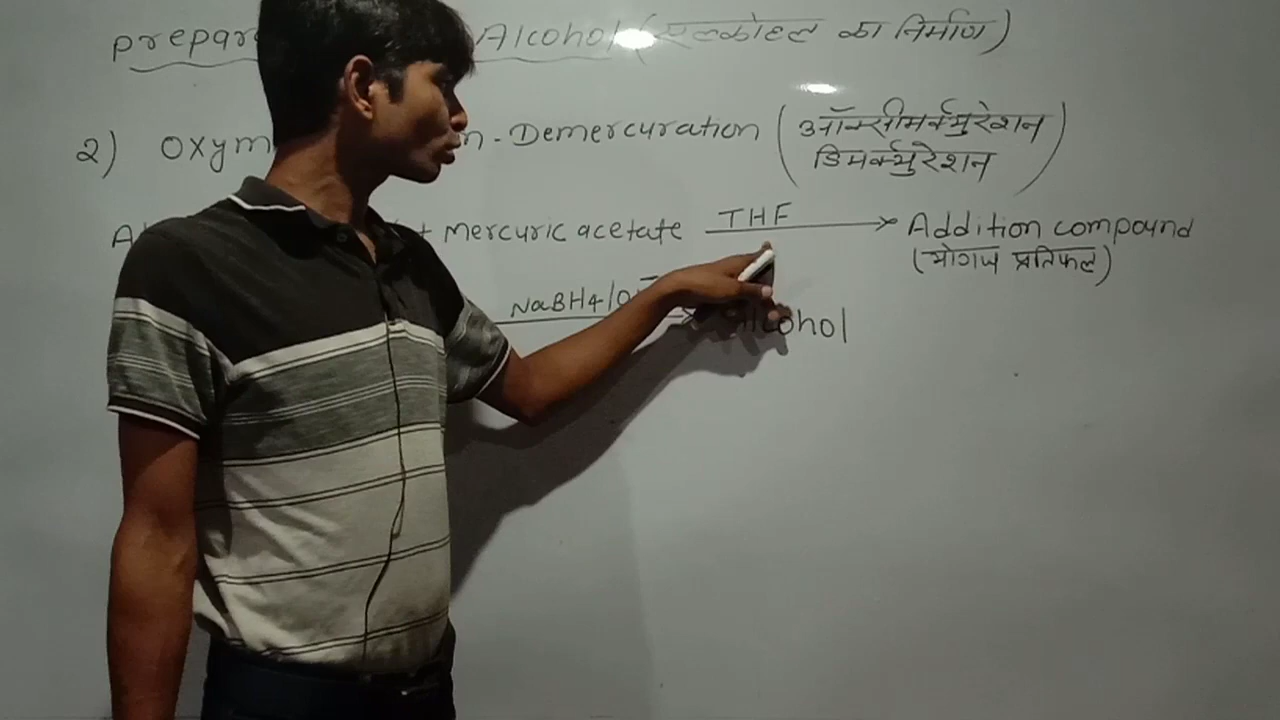 prepar Alcohol (एल्कोहल का निर्माण)
2) Oxym n-Demercuration (ऑक्सीमर्क्युरेशन
डिमर्क्युरेशन)
Al + Mercuric acetate THF → Addition compound
(योगज प्रतिफल)
NaBH4/OH → Alcohol